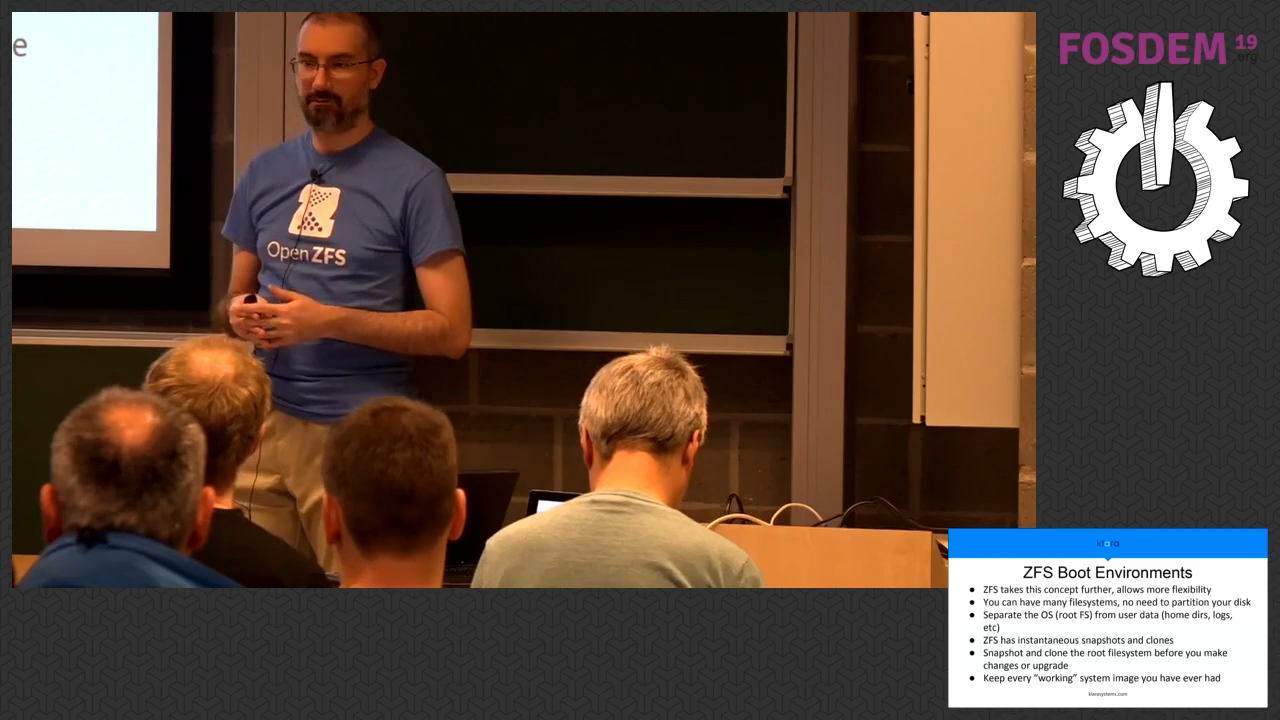 e
FOSDEM 19
.org
Open ZFS
klara
ZFS Boot Environments
● ZFS takes this concept further, allows more flexibility
● You can have many filesystems, no need to partition your disk
● Separate the OS (root FS) from user data (home dirs, logs,
etc)
● ZFS has instantaneous snapshots and clones
● Snapshot and clone the root filesystem before you make
changes or upgrade
● Keep every “working” system image you have ever had
klarasystems.com